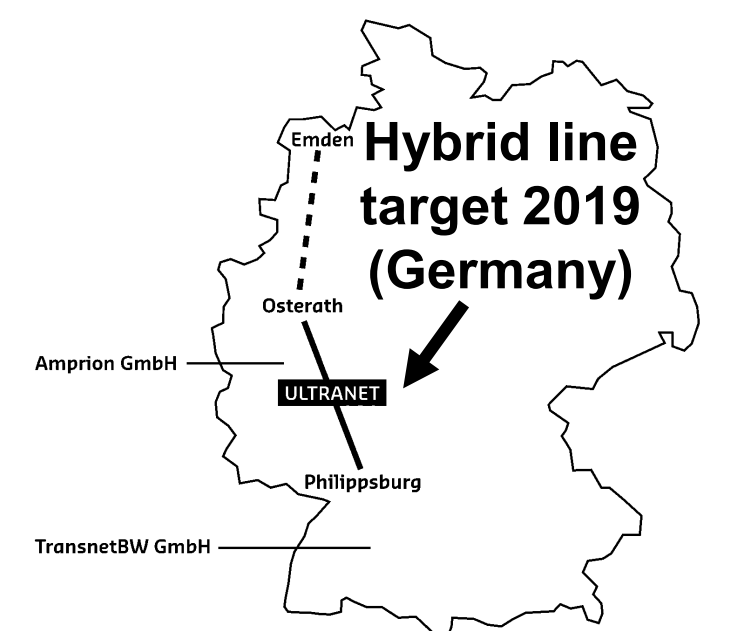 Emden
Hybrid line
target 2019
(Germany)
Osterath
Amprion GmbH
ULTRANET
Philippsburg
TransnetBW GmbH